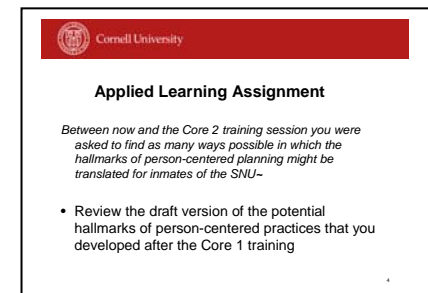 Cornell University
Applied Learning Assignment
Between now and the Core 2 training session you were
asked to find as many ways possible in which the
hallmarks of person-centered planning might be
translated for inmates of the SNU~
• Review the draft version of the potential
hallmarks of person-centered practices that you
developed after the Core 1 training
4